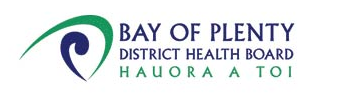 BAY OF PLENTY
DISTRICT HEALTH BOARD
HAUORA A TOI